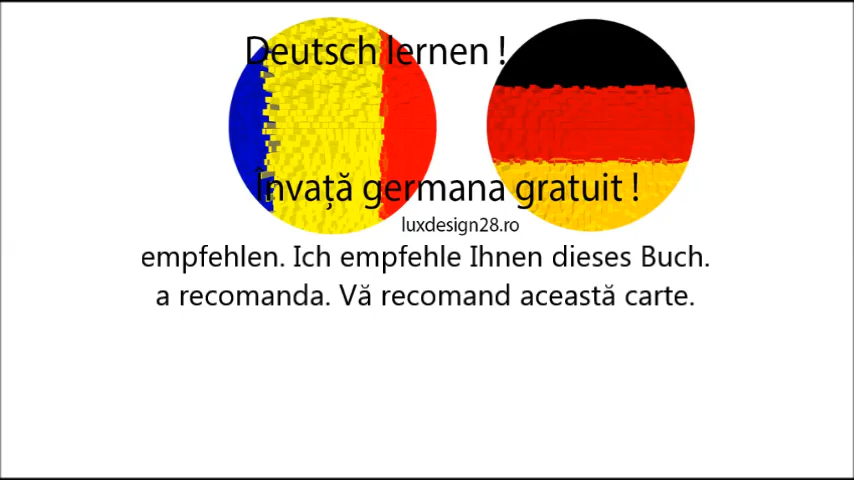 Deutsch lernen !
Învață germana gratuit !
luxdesign28.ro
empfehlen. Ich empfehle Ihnen dieses Buch.
a recomanda. Vă recomand această carte.